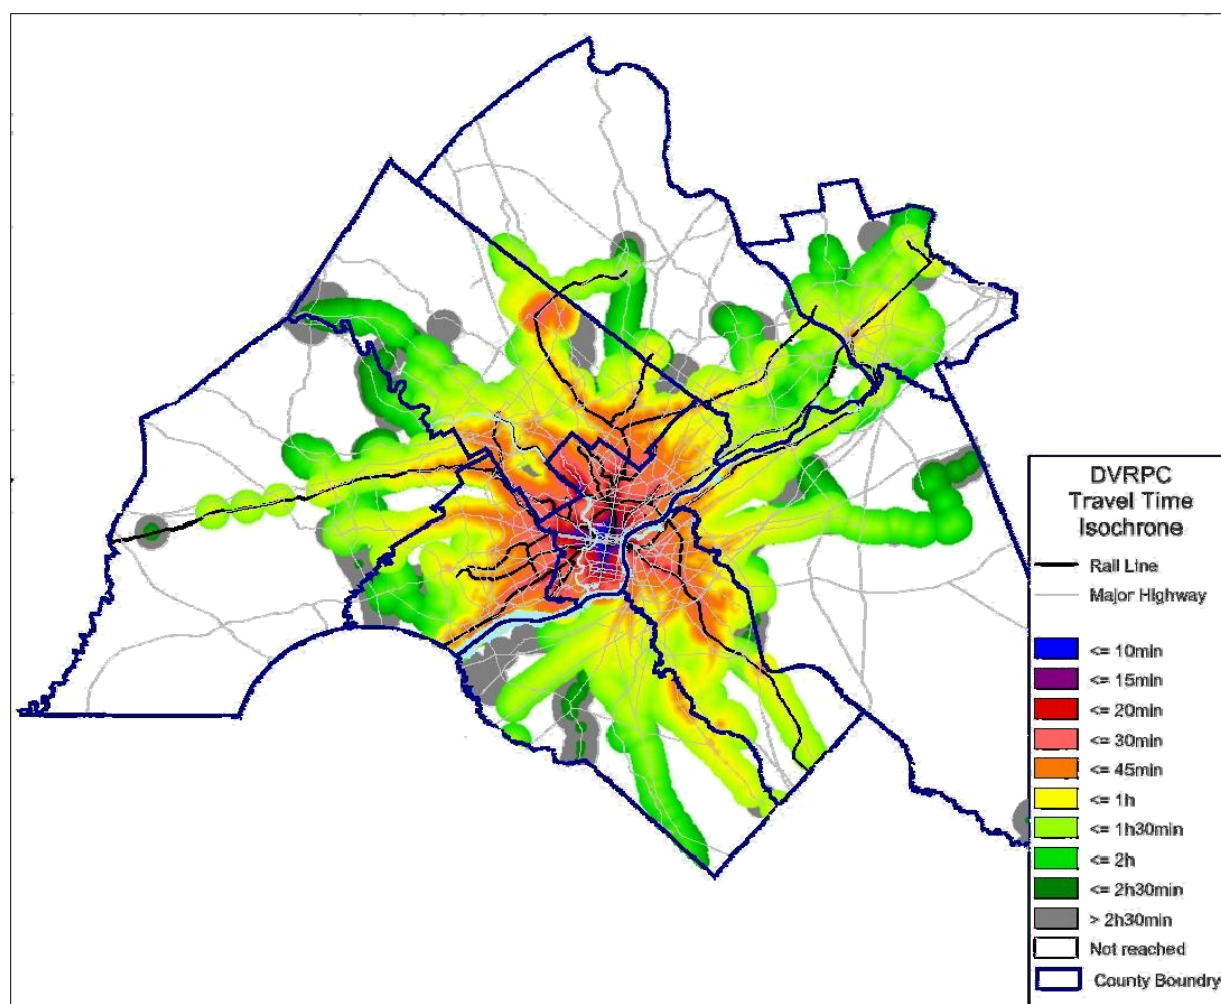 DVRPC
Travel Time
Isochrone
Rail Line
Major Highway
<= 10min
<= 15min
<= 20min
<= 30min
<= 45min
<= 1h
<= 1h30min
<= 2h
<= 2h30min
> 2h30min
Not reached
County Boundry